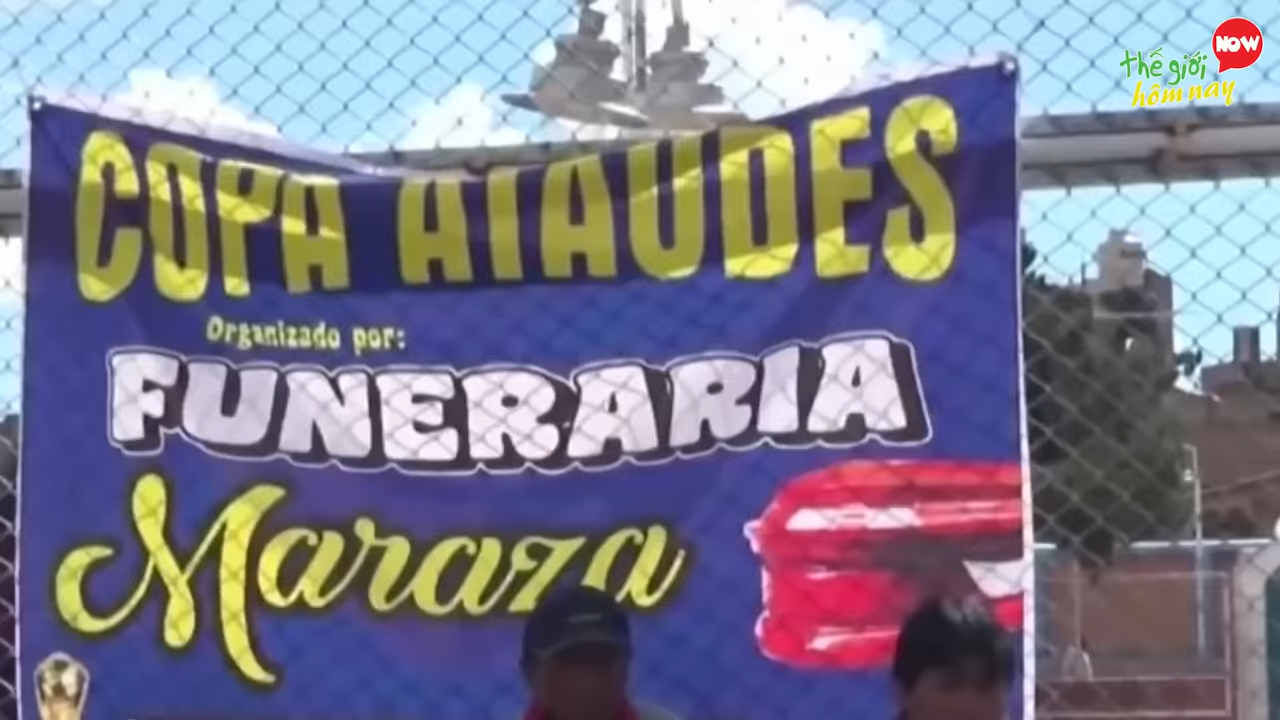 NOW
thế giới
hôm nay
COPA ATAUDES
Organizado por:
FUNERARIA
Maraza